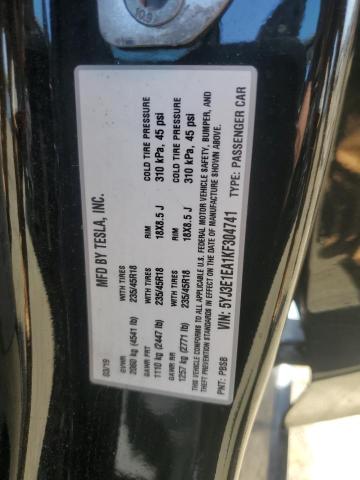 MFD BY TESLA, INC.
03/19
GVWR
2060 kg (4541 lb)
GAWR FRT WITH TIRES RIM COLD TIRE PRESSURE
1110 kg (2447 lb) 235/45R18 18X8.5 J 310 kPa, 45 psi
GAWR RR WITH TIRES RIM COLD TIRE PRESSURE
1257 kg (2771 lb) 235/45R18 18X8.5 J 310 kPa, 45 psi
THIS VEHICLE CONFORMS TO ALL APPLICABLE U.S. FEDERAL MOTOR VEHICLE SAFETY, BUMPER, AND
THEFT PREVENTION STANDARDS IN EFFECT ON THE DATE OF MANUFACTURE SHOWN ABOVE.
VIN: 5YJ3E1EA1KF304741 TYPE: PASSENGER CAR
PNT: PBSB